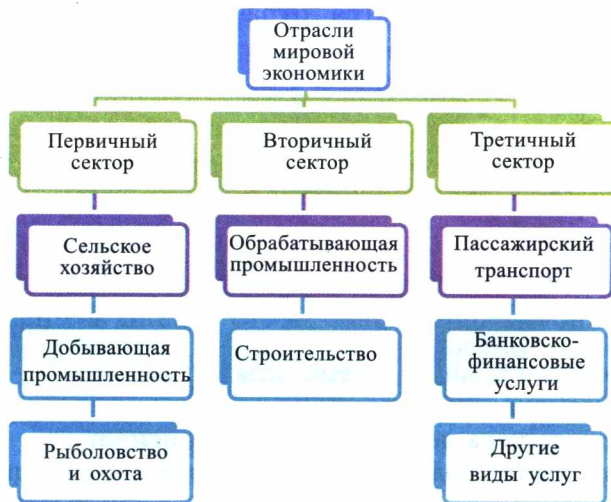 Отрасли
мировой
экономики
Первичный
сектор
Вторичный
сектор
Третичный
сектор
Сельское
хозяйство
Обрабатывающая
промышленность
Пассажирский
транспорт
Добывающая
промышленность
Строительство
Банковско-
финансовые
услуги
Рыболовство
и охота
Другие
виды услуг